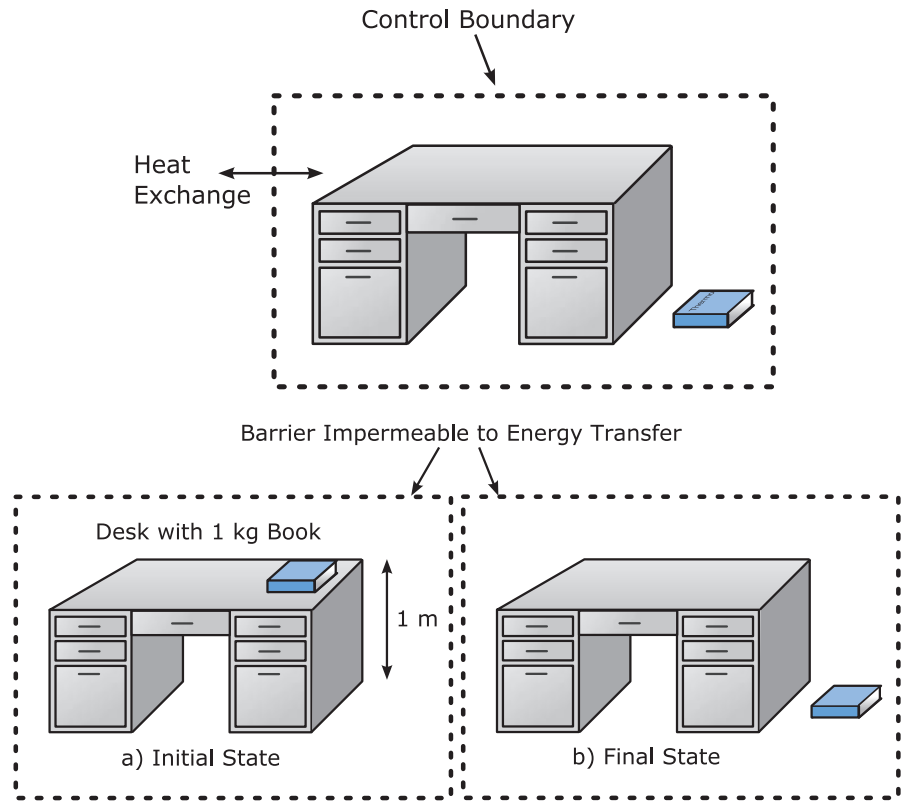 Control Boundary
Heat
Exchange
Thermo
Barrier Impermeable to Energy Transfer
Desk with 1 kg Book
1 m
a) Initial State
b) Final State